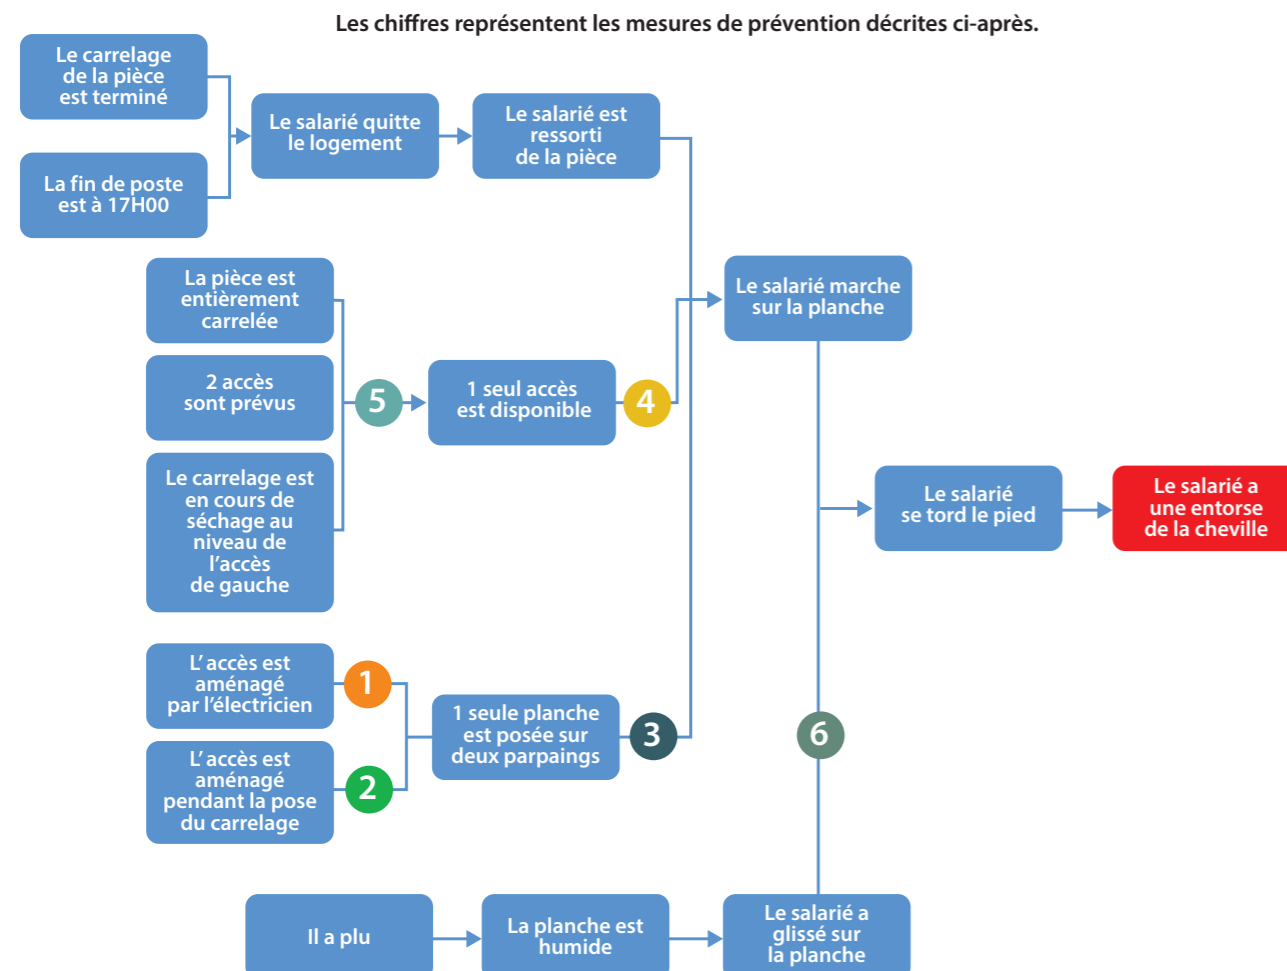 Les chiffres représentent les mesures de prévention décrites ci-après.
Le carrelage
de la pièce
est terminé
La fin de poste
est à 17H00
Le salarié quitte
le logement
Le salarié est
ressorti
de la pièce
La pièce est
entièrement
carrelée
2 accès
sont prévus
Le carrelage est
en cours de
séchage au
niveau de
l'accès
de gauche
5
1 seul accès
est disponible
4
Le salarié marche
sur la planche
L' accès est
aménagé
par l'électricien
1
L'accès est
aménagé
pendant la pose
du carrelage
2
1 seule planche
est posée sur
deux parpaings
3
6
Le salarié
se tord le pied
Le salarié a
une entorse
de la cheville
Il a plu
La planche est
humide
Le salarié a
glissé sur
la planche